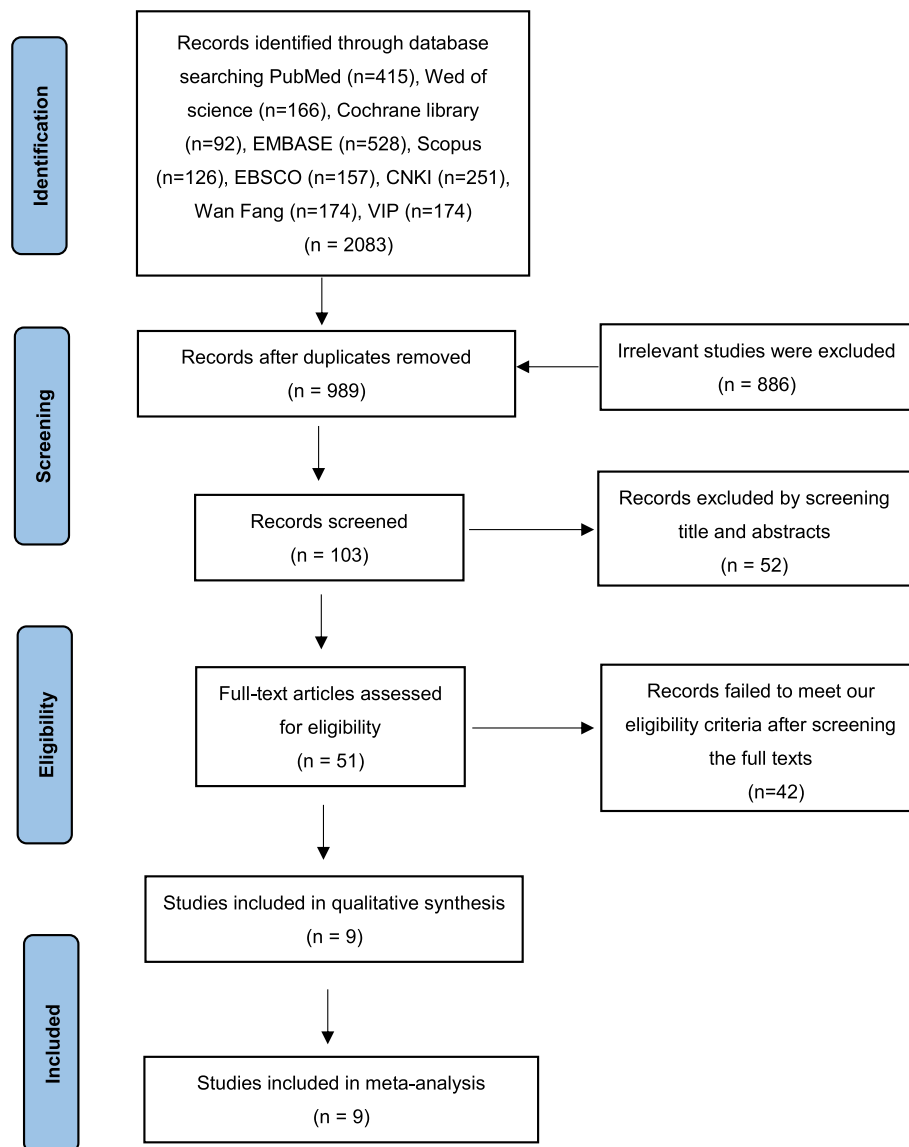 Identification
Records identified through database
searching PubMed (n=415), Wed of
science (n=166), Cochrane library
(n=92), EMBASE (n=528), Scopus
(n=126), EBSCO (n=157), CNKI (n=251),
Wan Fang (n=174), VIP (n=174)
(n = 2083)
Screening
Records after duplicates removed
(n = 989)
Irrelevant studies were excluded
(n = 886)
Records screened
(n = 103)
Records excluded by screening
title and abstracts
(n = 52)
Eligibility
Full-text articles assessed
for eligibility
(n = 51)
Records failed to meet our
eligibility criteria after screening
the full texts
(n=42)
Studies included in qualitative synthesis
(n = 9)
Included
Studies included in meta-analysis
(n = 9)